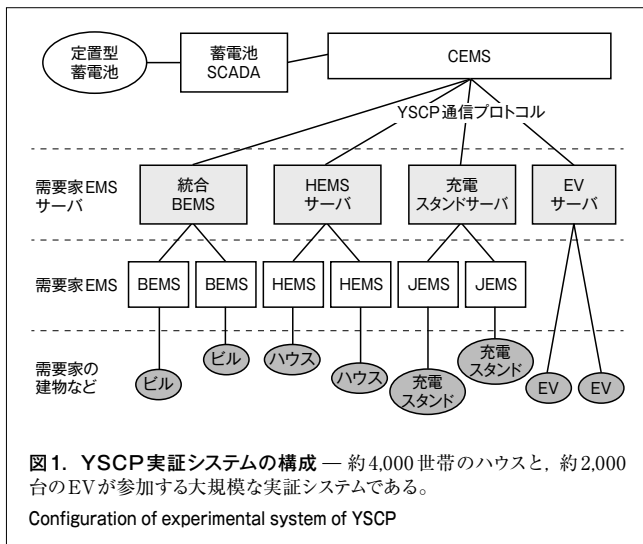 定置型
蓄電池
蓄電池
SCADA
CEMS
YSCP通信プロトコル
需要家EMS
サーバ
統合
BEMS
HEMS
サーバ
充電
スタンドサーバ
EV
サーバ
需要家EMS
BEMS
BEMS
HEMS
HEMS
JEMS
JEMS
需要家の
建物など
ビル
ビル
ハウス
ハウス
充電
スタンド
充電
スタンド
EV
EV
図1．YSCP実証システムの構成 — 約4,000世帯のハウスと，約2,000
台のEVが参加する大規模な実証システムである。
Configuration of experimental system of YSCP